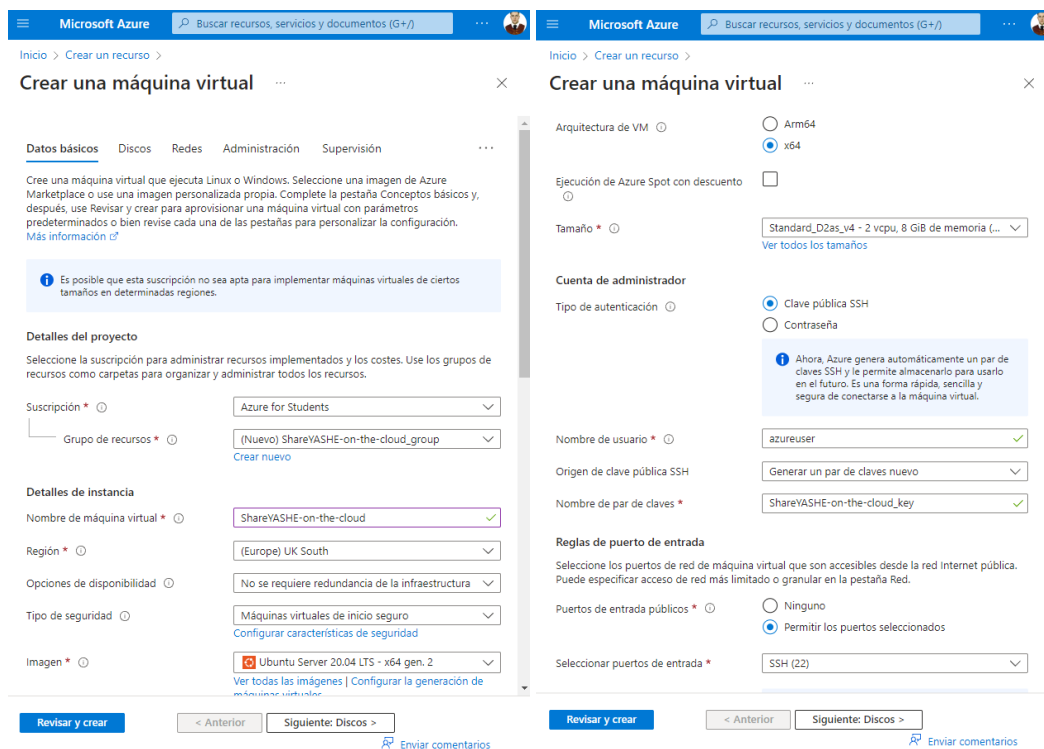 Microsoft Azure
Buscar recursos, servicios y documentos (G+/)
...
Inicio > Crear un recurso >
Crear una máquina virtual ...
Datos básicos Discos Redes Administración Supervisión ...
Cree una máquina virtual que ejecuta Linux o Windows. Seleccione una imagen de Azure
Marketplace o use una imagen personalizada propia. Complete la pestaña Conceptos básicos y,
después, use Revisar y crear para aprovisionar una máquina virtual con parámetros
predeterminados o bien revise cada una de las pestañas para personalizar la configuración.
Más información
Es posible que esta suscripción no sea apta para implementar máquinas virtuales de ciertos
tamaños en determinadas regiones.
Detalles del proyecto
Seleccione la suscripción para administrar recursos implementados y los costes. Use los grupos de
recursos como carpetas para organizar y administrar todos los recursos.
Suscripción * Azure for Students
Grupo de recursos * (Nuevo) ShareYASHE-on-the-cloud_group
Crear nuevo
Detalles de instancia
Nombre de máquina virtual * ShareYASHE-on-the-cloud
Región * (Europe) UK South
Opciones de disponibilidad No se requiere redundancia de la infraestructura
Tipo de seguridad Máquinas virtuales de inicio seguro
Configurar características de seguridad
Imagen * Ubuntu Server 20.04 LTS - x64 gen. 2
Ver todas las imágenes | Configurar la generación de
máquinas virtuales
Revisar y crear < Anterior Siguiente: Discos >
Enviar comentarios
Microsoft Azure
Buscar recursos, servicios y documentos (G+/)
...
Inicio > Crear un recurso >
Crear una máquina virtual ...
Arquitectura de VM Arm64
x64
Ejecución de Azure Spot con descuento
Tamaño * Standard_D2as_v4 - 2 vcpu, 8 GiB de memoria (...
Ver todos los tamaños
Cuenta de administrador
Tipo de autenticación Clave pública SSH
Contraseña
Ahora, Azure genera automáticamente un par de
claves SSH y le permite almacenarlo para usarlo
en el futuro. Es una forma rápida, sencilla y
segura de conectarse a la máquina virtual.
Nombre de usuario * azureuser
Origen de clave pública SSH Generar un par de claves nuevo
Nombre de par de claves * ShareYASHE-on-the-cloud_key
Reglas de puerto de entrada
Seleccione los puertos de red de máquina virtual que son accesibles desde la red Internet pública.
Puede especificar acceso de red más limitado o granular en la pestaña Red.
Puertos de entrada públicos * Ninguno
Permitir los puertos seleccionados
Seleccionar puertos de entrada * SSH (22)
Revisar y crear < Anterior Siguiente: Discos >
Enviar comentarios